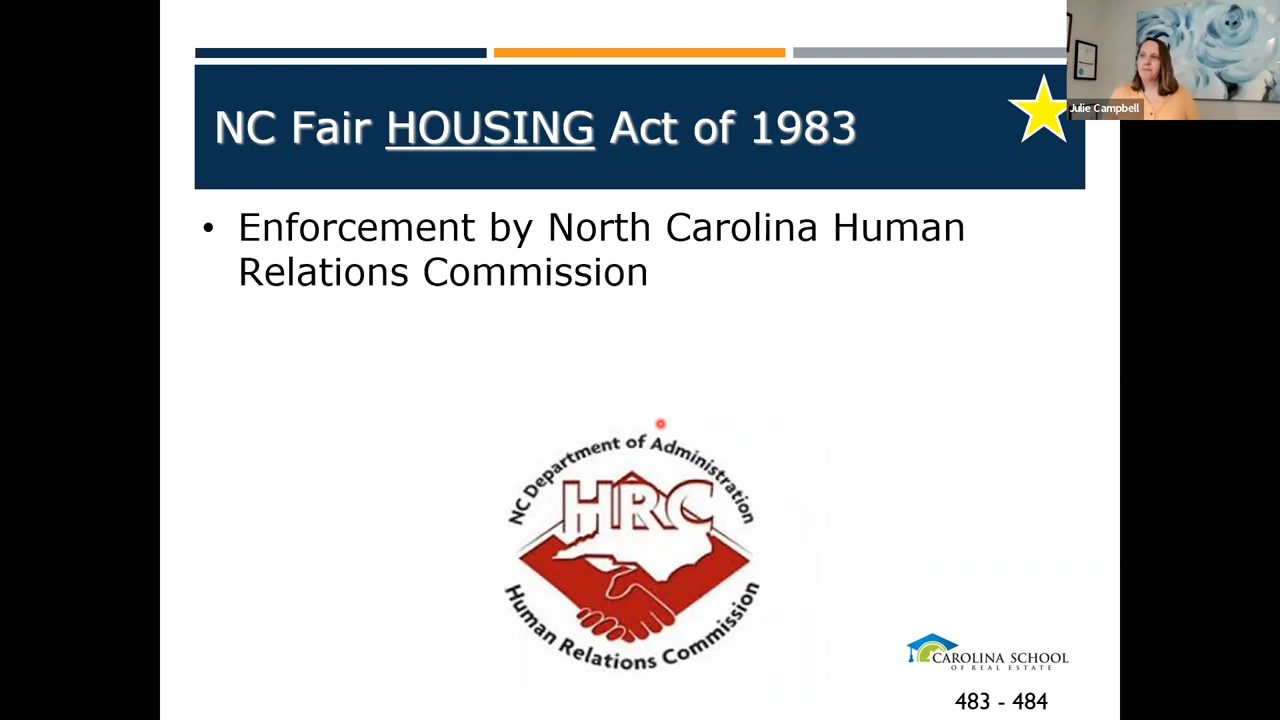 NC Fair HOUSING Act of 1983
Julie Campbell
• Enforcement by North Carolina Human
Relations Commission
NC Department of Administration
HRC
Human Relations Commission
CAROLINA SCHOOL
OF REAL ESTATE
483 - 484